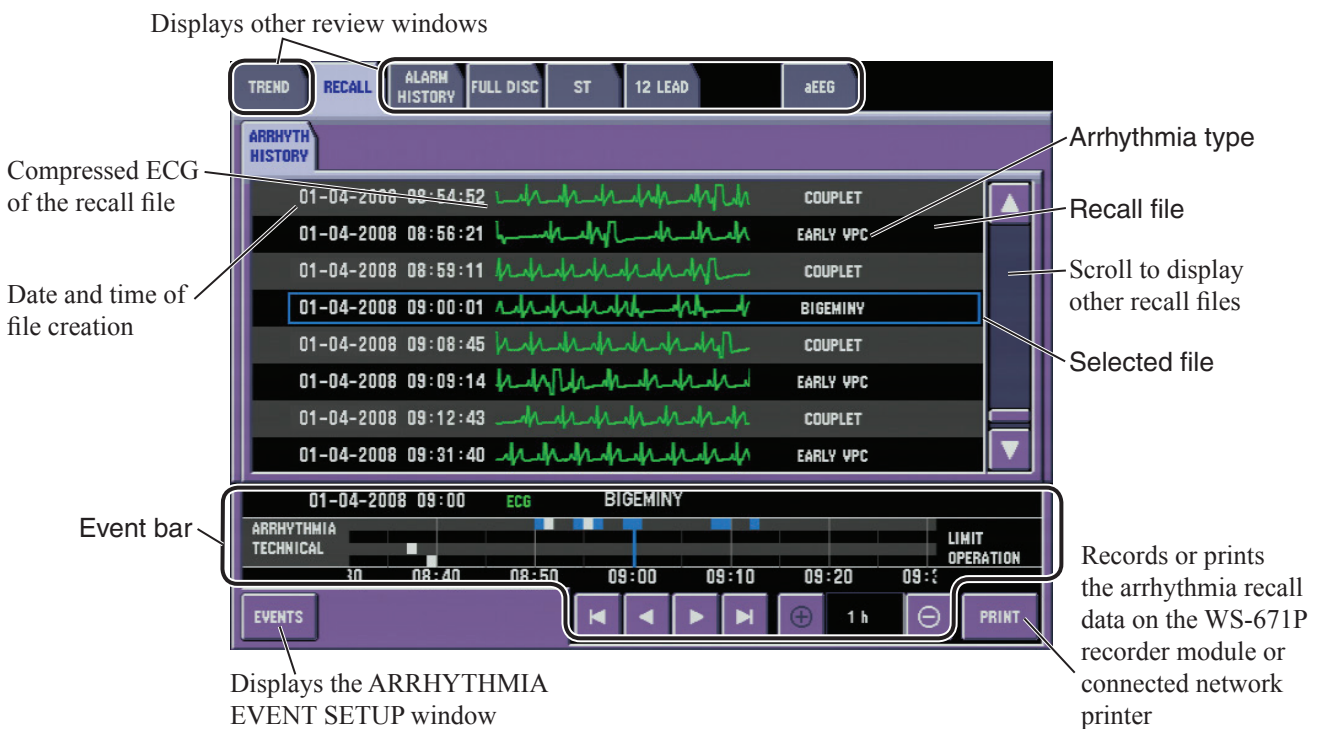 Displays other review windows
TREND
RECALL
ALARM
HISTORY
FULL DISC
ST
12 LEAD
aEEG
ARRHYTH
HISTORY
Compressed ECG
of the recall file
Date and time of
file creation
01-04-2008 08:54:52 COUPLET
01-04-2008 08:56:21 EARLY VPC
01-04-2008 08:59:11 COUPLET
01-04-2008 09:00:01 BIGEMINY
01-04-2008 09:08:45 COUPLET
01-04-2008 09:09:14 EARLY VPC
01-04-2008 09:12:43 COUPLET
01-04-2008 09:31:40 EARLY VPC
Arrhythmia type
Recall file
Scroll to display
other recall files
Selected file
Event bar
01-04-2008 09:00 ECG BIGEMINY
ARRHYTHMIA
TECHNICAL
LIMIT
OPERATION
08:40 08:50 09:00 09:10 09:20
EVENTS
1 h
PRINT
Displays the ARRHYTHMIA
EVENT SETUP window
Records or prints
the arrhythmia recall
data on the WS-671P
recorder module or
connected network
printer